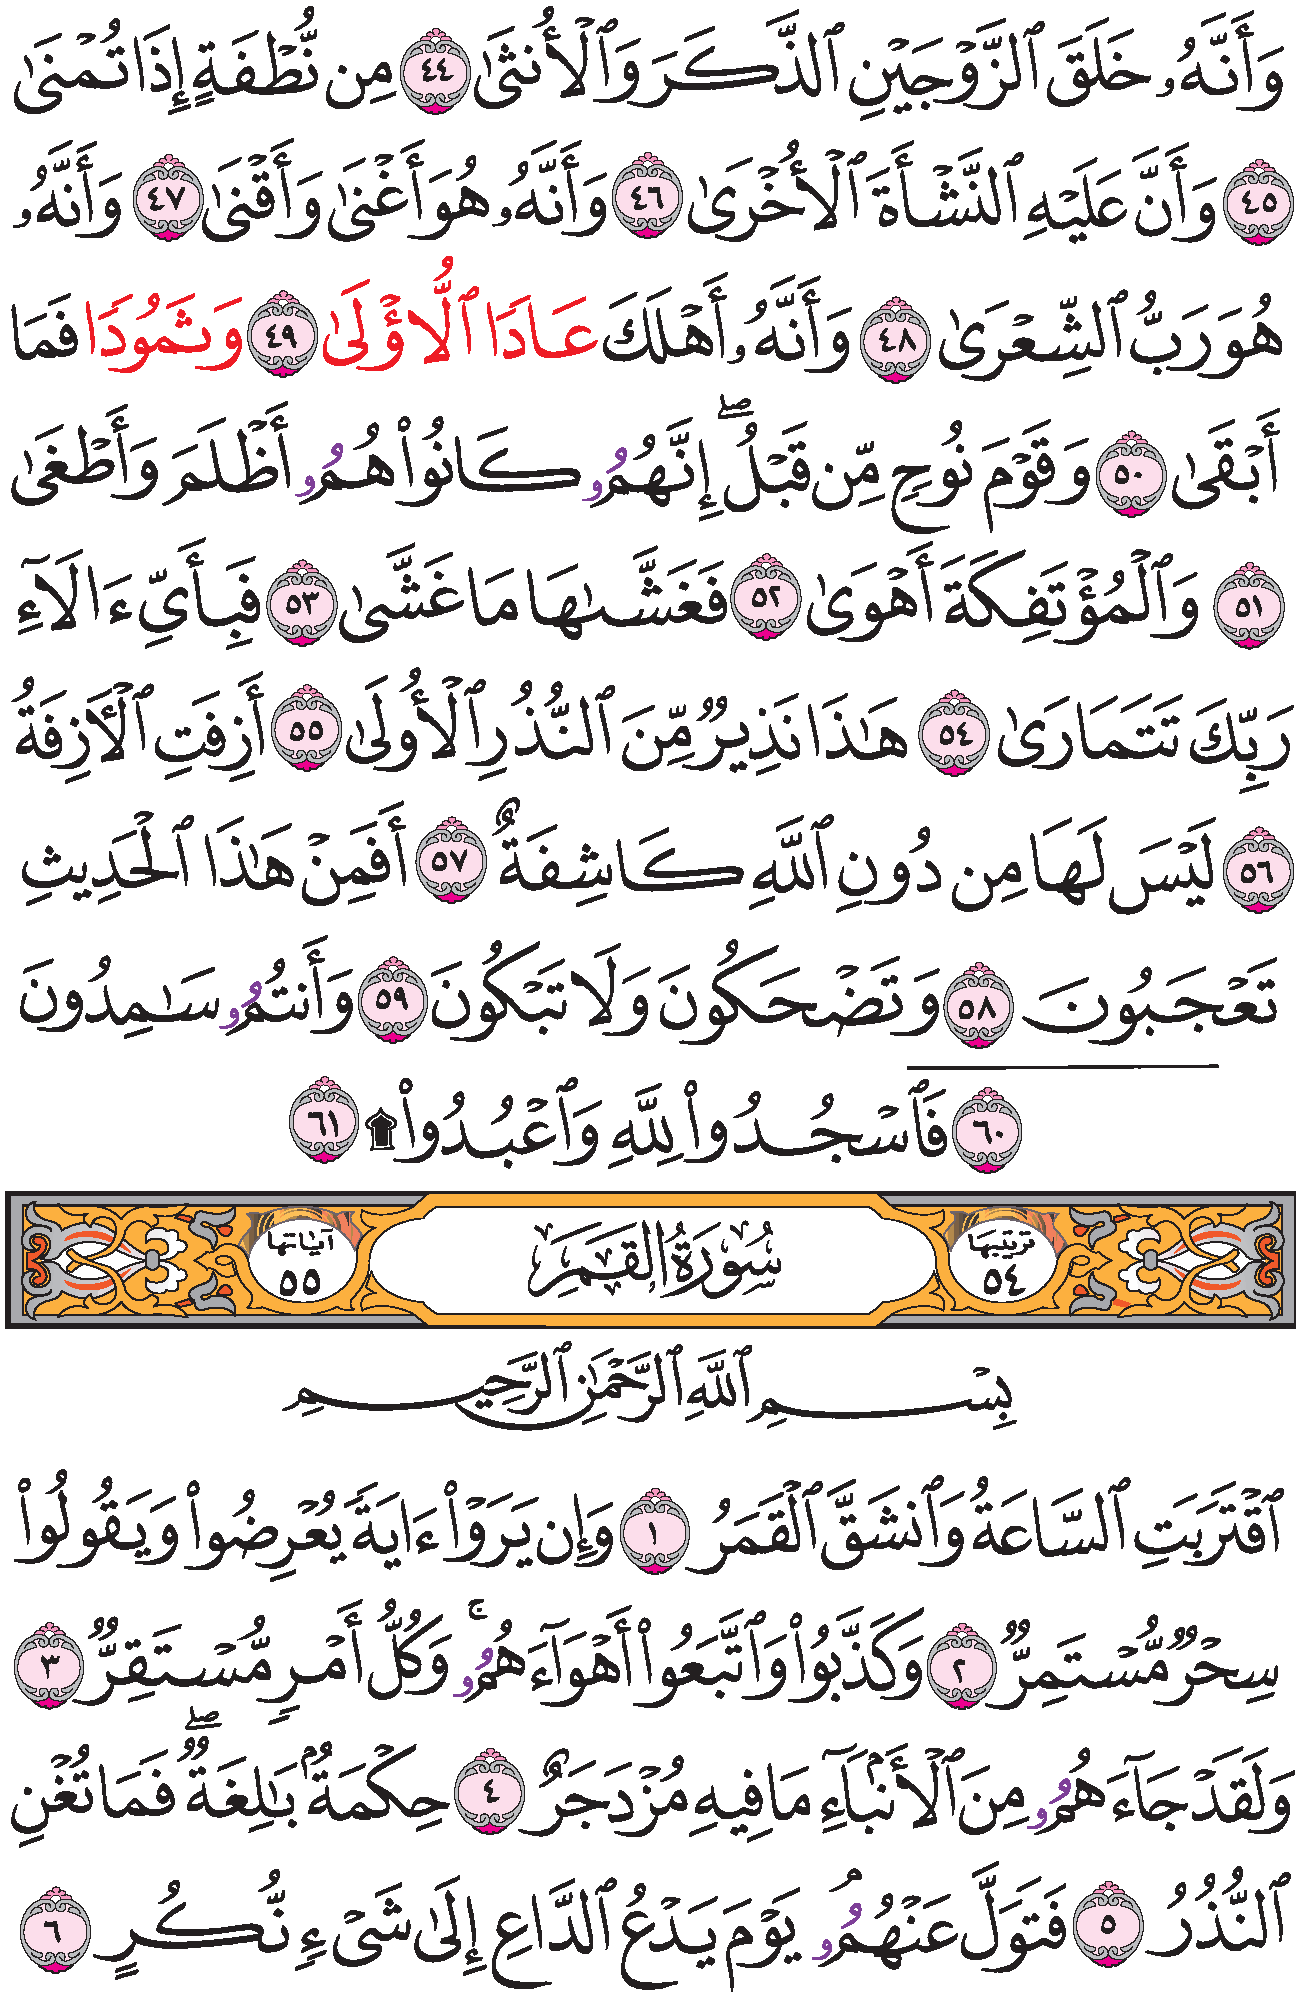 وَأَنَّهُۥ خَلَقَ ٱلزَّوْجَيْنِ ٱلذَّكَرَ وَٱلْأُنثَىٰ ٤٤ مِن نُّطْفَةٍ إِذَا تُمْنَىٰ
٤٥ وَأَنَّ عَلَيْهِ ٱلنَّشْأَةَ ٱلْأُخْرَىٰ ٤٦ وَأَنَّهُۥ هُوَ أَغْنَىٰ وَأَقْنَىٰ ٤٧ وَأَنَّهُۥ
هُوَ رَبُّ ٱلشِّعْرَىٰ ٤٨ وَأَنَّهُۥ أَهْلَكَ عَادَا ٱلُّؤْلَىٰ ٤٩ وَثَمُودًا فَمَا
أَبْقَىٰ ٥٠ وَقَوْمَ نُوحٍ مِّن قَبْلُ ۖ إِنَّهُمُو كَانُوا۟ هُمُو أَظْلَمَ وَأَطْغَىٰ
٥١ وَٱلْمُؤْتَفِكَةَ أَهْوَىٰ ٥٢ فَغَشَّىٰهَا مَا غَشَّىٰ ٥٣ فَبِأَيِّ ءَالَآءِ
رَبِّكَ تَتَمَارَىٰ ٥٤ هَٰذَا نَذِيرٌ مِّنَ ٱلنُّذُرِ ٱلْأُولَىٰ ٥٥ أَزِفَتِ ٱلْأَزِفَةُ
٥٦ لَيْسَ لَهَا مِن دُونِ ٱللَّهِ كَاشِفَةٌ ٥٧ أَفَمِنْ هَٰذَا ٱلْحَدِيثِ
تَعْجَبُونَ ٥٨ وَتَضْحَكُونَ وَلَا تَبْكُونَ ٥٩ وَأَنتُمُو سَٰمِدُونَ
٦٠ فَٱسْجُدُوا۟ لِلَّهِ وَٱعْبُدُوا۟ ۩ ٦١
ترتيبها ٥٤ سُورَةُ القَمَرِ آياتها ٥٥
بِسْمِ ٱللَّهِ ٱلرَّحْمَٰنِ ٱلرَّحِيمِ
ٱقْتَرَبَتِ ٱلسَّاعَةُ وَٱنشَقَّ ٱلْقَمَرُ ١ وَإِن يَرَوْا۟ ءَايَةً يُعْرِضُوا۟ وَيَقُولُوا۟
سِحْرٌ مُّسْتَمِرٌّ ٢ وَكَذَّبُوا۟ وَٱتَّبَعُوا۟ أَهْوَآءَهُمُو ۚ وَكُلُّ أَمْرٍ مُّسْتَقِرٌّ ٣
وَلَقَدْ جَآءَهُمُو مِنَ ٱلْأَنۢبَآءِ مَا فِيهِ مُزْدَجَرٌ ٤ حِكْمَةٌۢ بَٰلِغَةٌ ۖ فَمَا تُغْنِ
ٱلنُّذُرُ ٥ فَتَوَلَّ عَنْهُمُو ۘ يَوْمَ يَدْعُ ٱلدَّاعِ إِلَىٰ شَىْءٍ نُّكُرٍ ٦